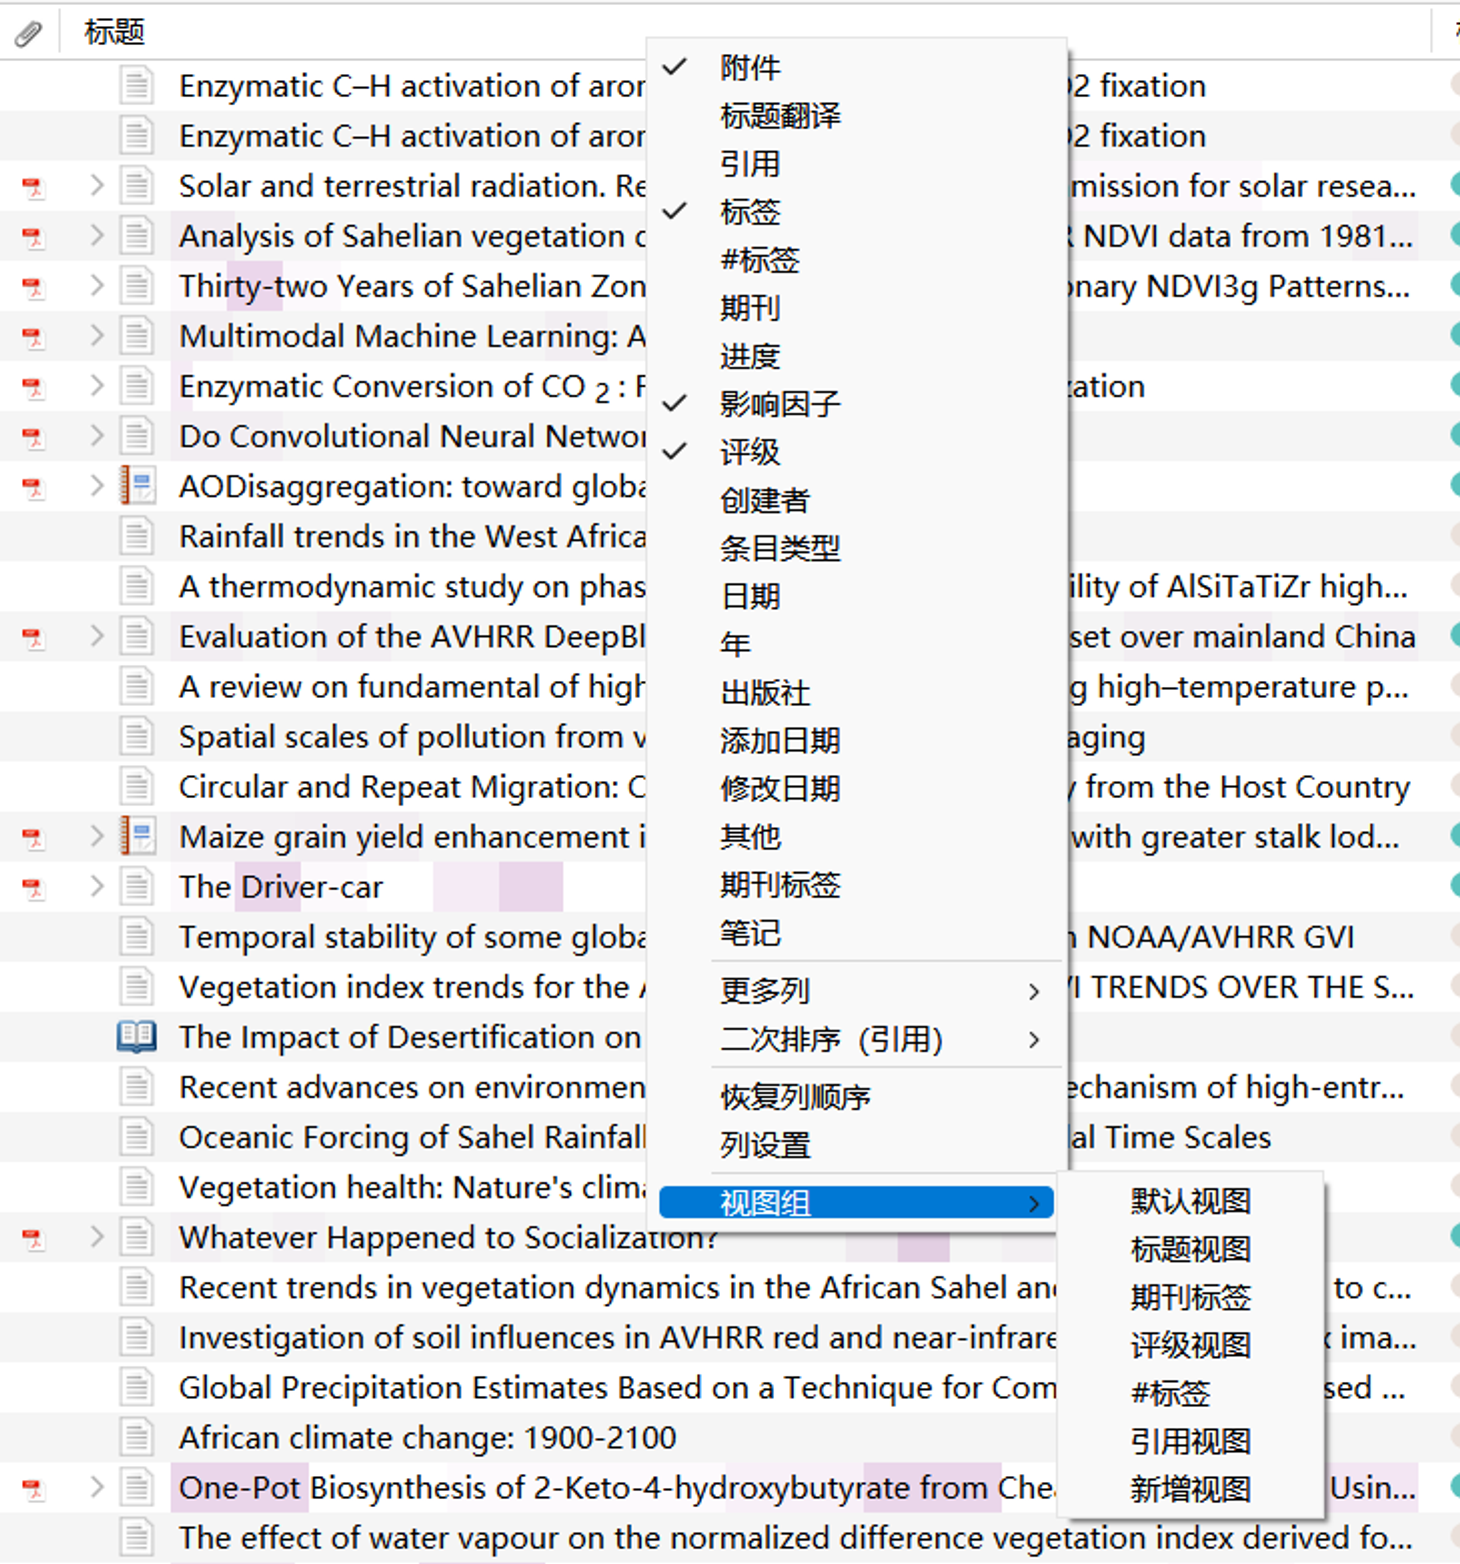 标题
Enzymatic C–H activation of aror
2 fixation
Enzymatic C–H activation of aror
2 fixation
Solar and terrestrial radiation. Re
mission for solar resea...
Analysis of Sahelian vegetation
NDVI data from 1981...
Thirty-two Years of Sahelian Zon
onary NDVI3g Patterns...
Multimodal Machine Learning: A
Enzymatic Conversion of CO 2 : F
zation
Do Convolutional Neural Networ
AODisaggregation: toward globa
Rainfall trends in the West Africa
A thermodynamic study on phas
ility of AlSiTaTiZr high...
Evaluation of the AVHRR DeepBl
set over mainland China
A review on fundamental of high
g high–temperature p...
Spatial scales of pollution from v
aging
Circular and Repeat Migration: C
y from the Host Country
Maize grain yield enhancement i
with greater stalk lod...
The Driver-car
Temporal stability of some globa
NOAA/AVHRR GVI
Vegetation index trends for the A
I TRENDS OVER THE S...
The Impact of Desertification on
Recent advances on environmen
echanism of high-entr...
Oceanic Forcing of Sahel Rainfall
al Time Scales
Vegetation health: Nature's clima
Whatever Happened to Socialization?
Recent trends in vegetation dynamics in the African Sahel and
to c...
Investigation of soil influences in AVHRR red and near-infrare
x ima...
Global Precipitation Estimates Based on a Technique for Com
sed ...
African climate change: 1900-2100
One-Pot Biosynthesis of 2-Keto-4-hydroxybutyrate from Chea
Usin...
The effect of water vapour on the normalized difference vegetation index derived fo...
附件
标题翻译
引用
标签
#标签
期刊
进度
影响因子
评级
创建者
条目类型
日期
年
出版社
添加日期
修改日期
其他
期刊标签
笔记
更多列
二次排序 (引用)
恢复列顺序
列设置
视图组
默认视图
标题视图
期刊标签
评级视图
#标签
引用视图
新增视图